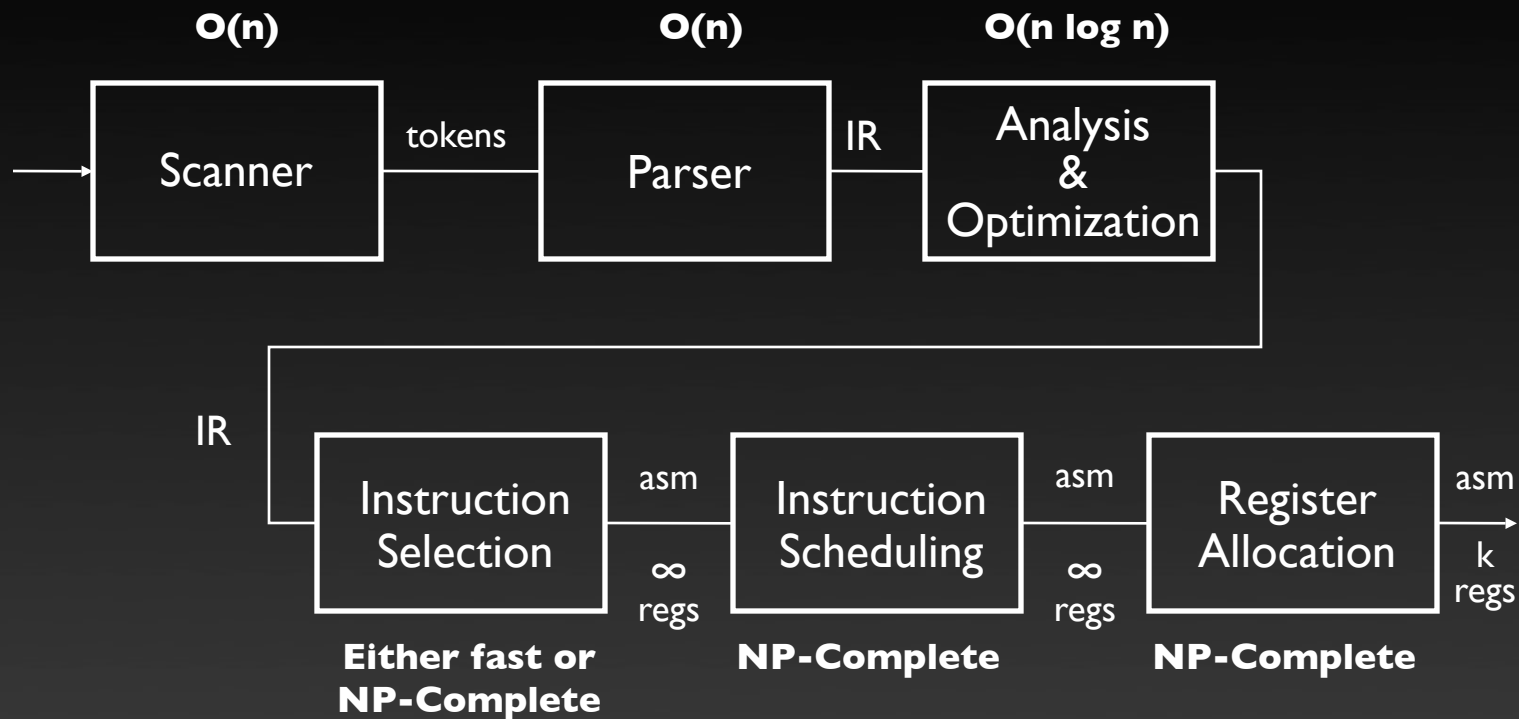 O(n)
O(n)
O(n log n)
Scanner
tokens
Parser
IR
Analysis
&
Optimization
IR
Instruction
Selection
asm
∞
regs
Instruction
Scheduling
asm
∞
regs
Register
Allocation
asm
k
regs
Either fast or
NP-Complete
NP-Complete
NP-Complete